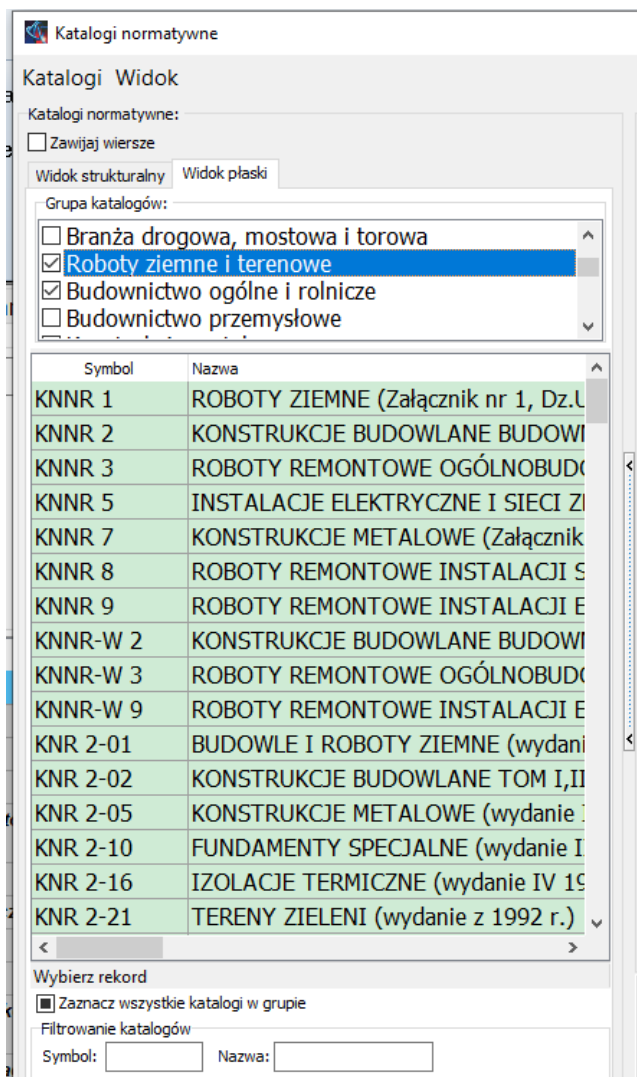 Katalogi normatywne
Katalogi Widok
Katalogi normatywne:
Zawijaj wiersze
Widok strukturalny Widok płaski
Grupa katalogów:
Branża drogowa, mostowa i torowa
Roboty ziemne i terenowe
Budownictwo ogólne i rolnicze
Budownictwo przemysłowe
Symbol Nazwa
KNNR 1 ROBOTY ZIEMNE (Załącznik nr 1, Dz.U
KNNR 2 KONSTRUKCJE BUDOWLANE BUDOWN
KNNR 3 ROBOTY REMONTOWE OGÓLNOBUDO
KNNR 5 INSTALACJE ELEKTRYCZNE I SIECI ZE
KNNR 7 KONSTRUKCJE METALOWE (Załącznik
KNNR 8 ROBOTY REMONTOWE INSTALACJI S
KNNR 9 ROBOTY REMONTOWE INSTALACJI E
KNNR-W 2 KONSTRUKCJE BUDOWLANE BUDOWN
KNNR-W 3 ROBOTY REMONTOWE OGÓLNOBUDO
KNNR-W 9 ROBOTY REMONTOWE INSTALACJI E
KNR 2-01 BUDOWLE I ROBOTY ZIEMNE (wydani
KNR 2-02 KONSTRUKCJE BUDOWLANE TOM I,II
KNR 2-05 KONSTRUKCJE METALOWE (wydanie
KNR 2-10 FUNDAMENTY SPECJALNE (wydanie I
KNR 2-16 IZOLACJE TERMICZNE (wydanie IV 19
KNR 2-21 TERENY ZIELENI (wydanie z 1992 r.)
Wybierz rekord
Zaznacz wszystkie katalogi w grupie
Filtrowanie katalogów
Symbol: Nazwa: